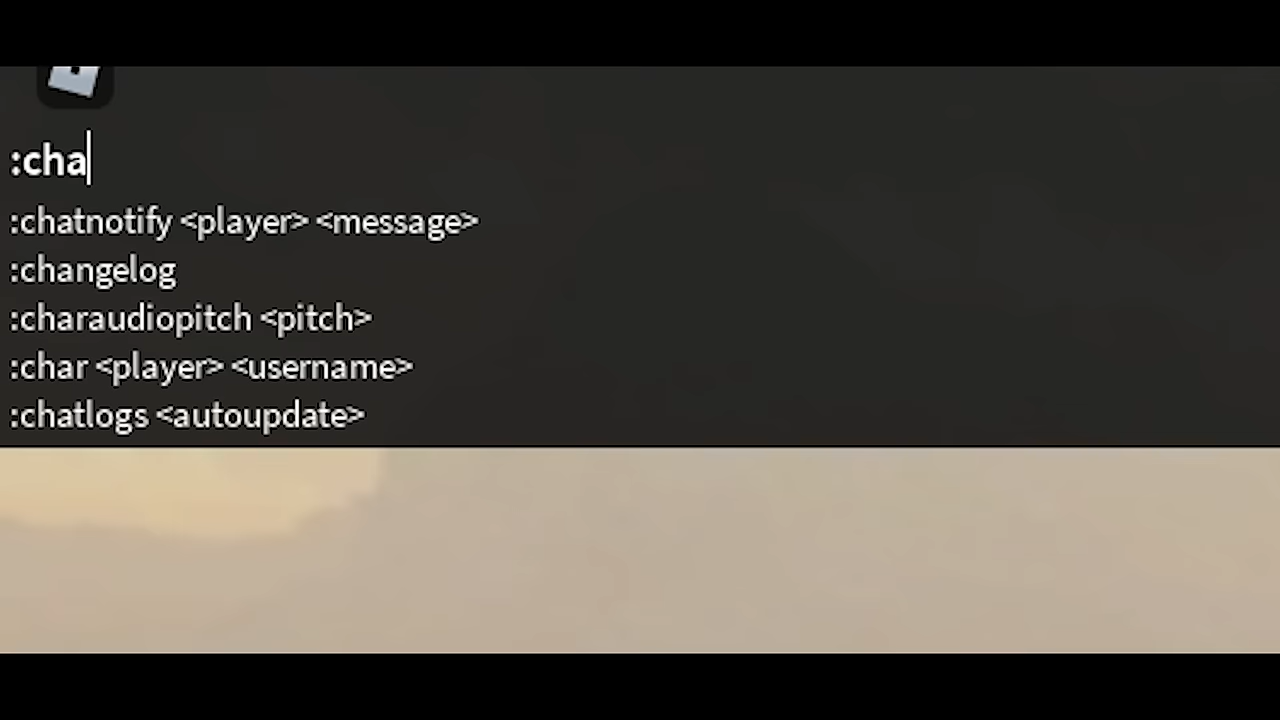 :cha
:chatnotify <player> <message>
:changelog
:charaudiopitch <pitch>
:char <player> <username>
:chatlogs <autoupdate>